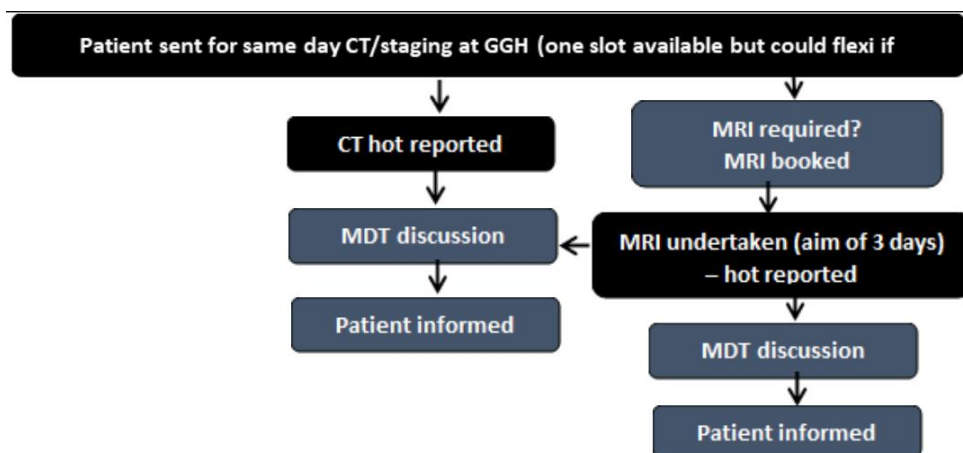 Patient sent for same day CT/staging at GGH (one slot available but could flexi if
CT hot reported
MRI required?
MRI booked
MDT discussion
MRI undertaken (aim of 3 days)
– hot reported
Patient informed
MDT discussion
Patient informed